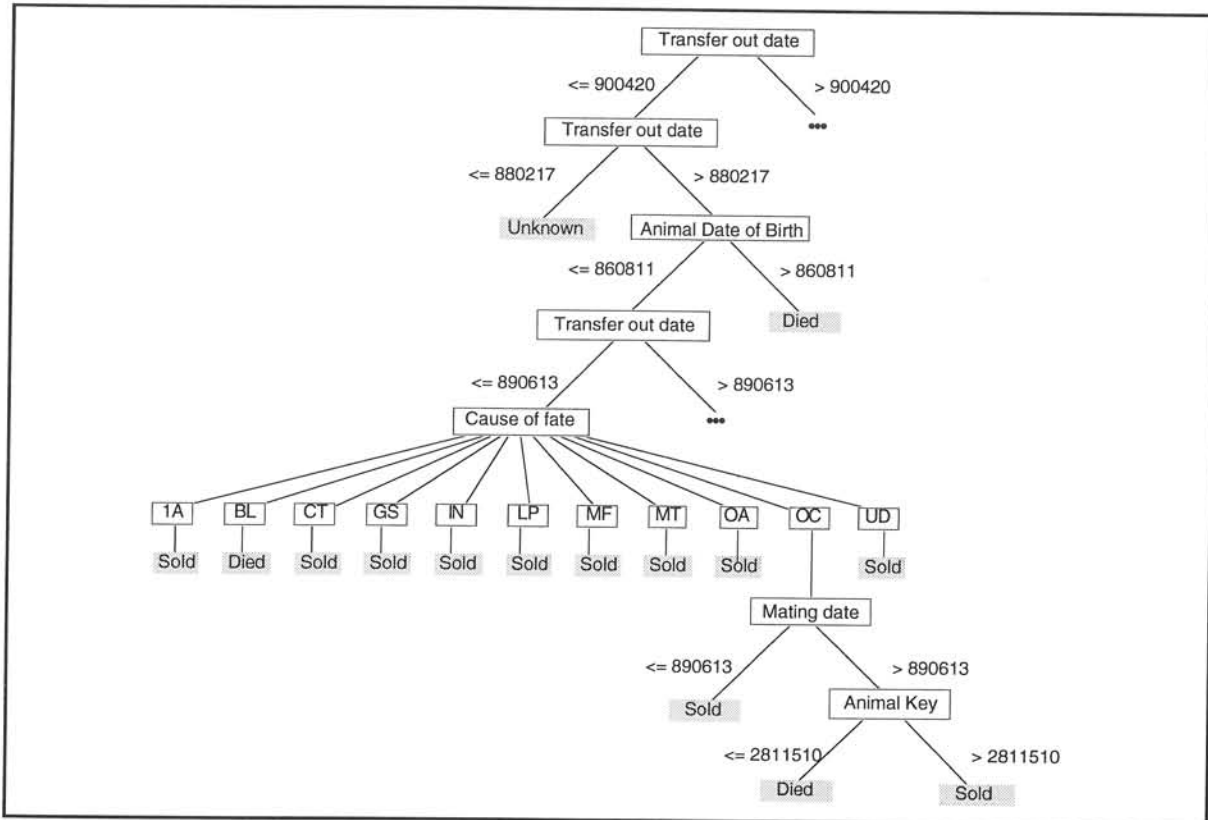 Transfer out date
<= 900420 > 900420
•••
Transfer out date
<= 880217 > 880217
Unknown Animal Date of Birth
<= 860811 > 860811
Transfer out date Died
<= 890613 > 890613
Cause of fate •••
1A BL CT GS IN LP MF MT OA OC UD
Sold Died Sold Sold Sold Sold Sold Sold Sold Sold
Mating date
<= 890613 > 890613
Sold Animal Key
<= 2811510 > 2811510
Died Sold